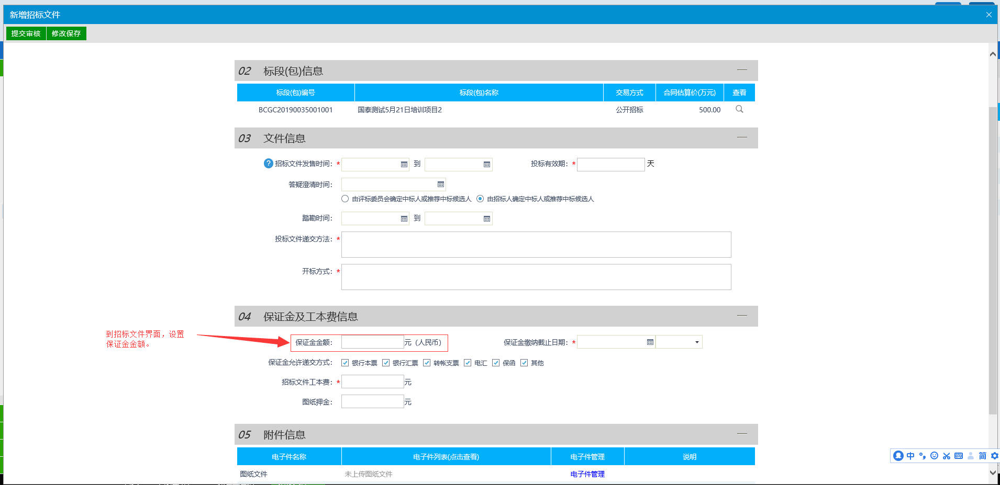 新增招标文件
提交审核 修改保存
02 标段(包)信息
标段(包)编号 标段(包)名称 交易方式 合同估算价(万元) 查看
BCGC20190035001001 国泰测试5月21日培训项目2 公开招标 500.00
03 文件信息
? 招标文件发售时间：* 到 投标有效期：* 天
答疑澄清时间：
由评标委员会确定中标人或推荐中标候选人 由招标人确定中标人或推荐中标候选人
踏勘时间： 到
投标文件递交方法：*
开标方式：*
04 保证金及工本费信息
到招标文件界面，设置
保证金金额。
保证金金额： 元（人民币） 保证金缴纳截止日期：*
保证金允许递交方式： 银行本票 银行汇票 转帐支票 电汇 保函 其他
招标文件工本费：* 元
图纸押金： 元
05 附件信息
电子件名称 电子件列表(点击查看) 电子件管理 说明
图纸文件 未上传图纸文件 电子件管理
中 简